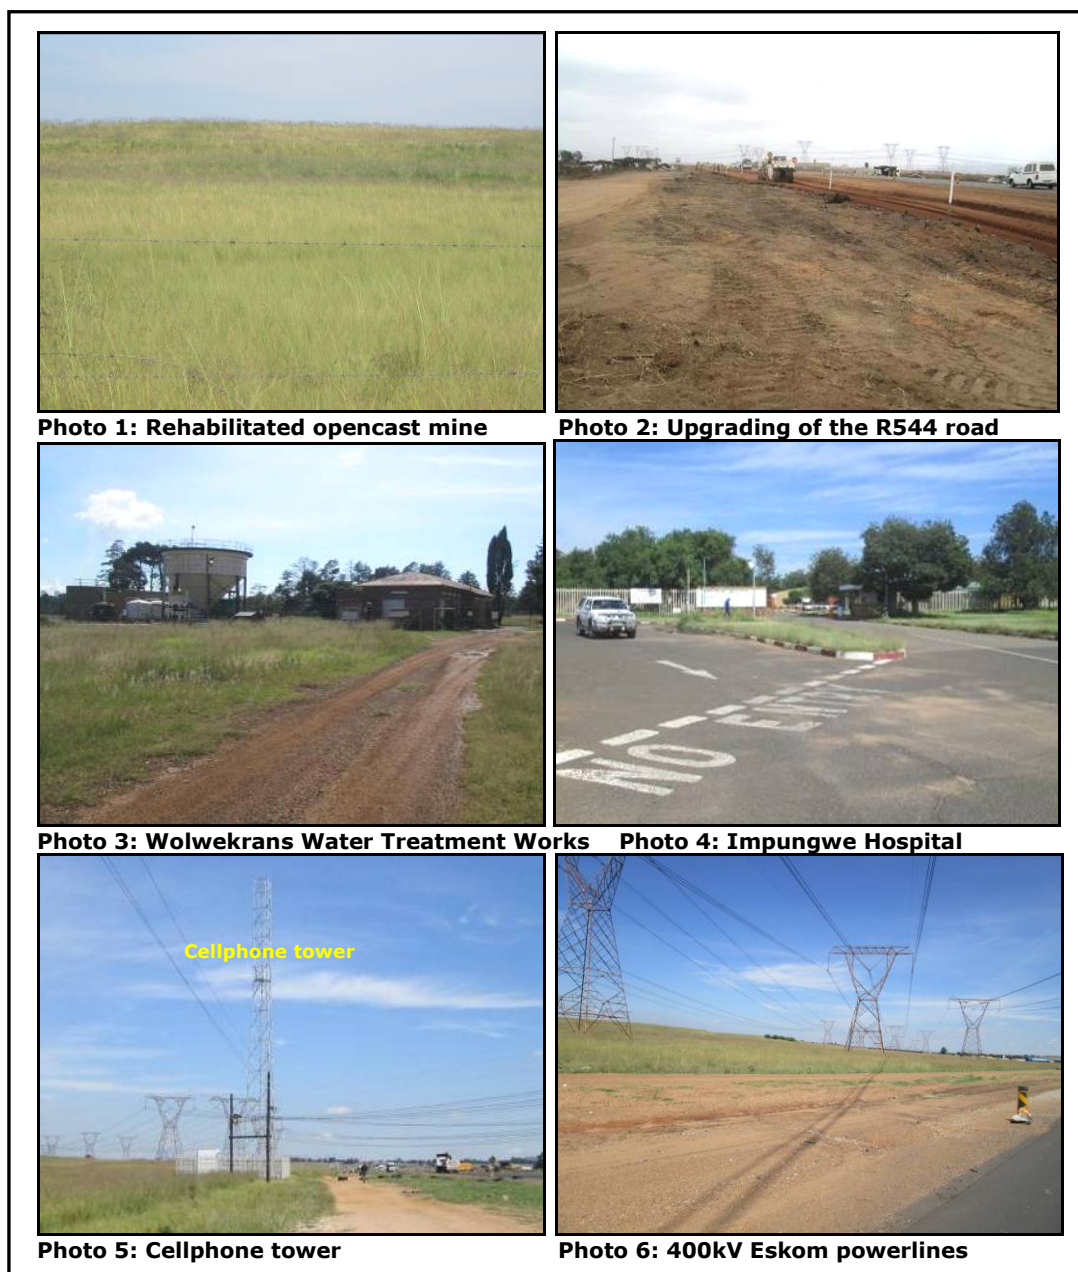 Photo 1: Rehabilitated opencast mine
Photo 2: Upgrading of the R544 road
NO ENTRY
Photo 3: Wolwekrans Water Treatment Works
Photo 4: Impungwe Hospital
Cellphone tower
Photo 5: Cellphone tower
Photo 6: 400kV Eskom powerlines